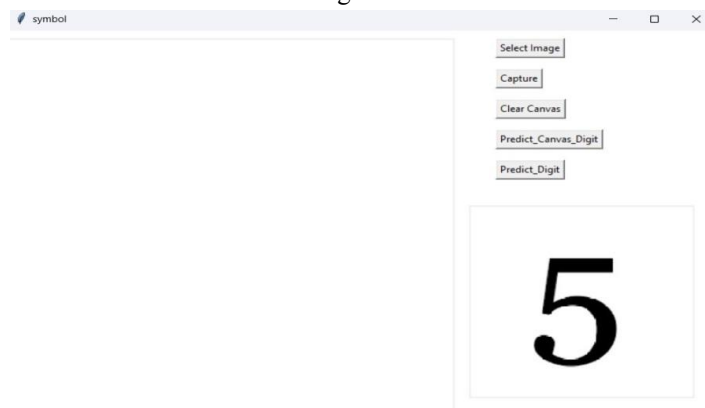 symbol
Select Image
Capture
Clear Canvas
Predict_Canvas_Digit
Predict_Digit
5